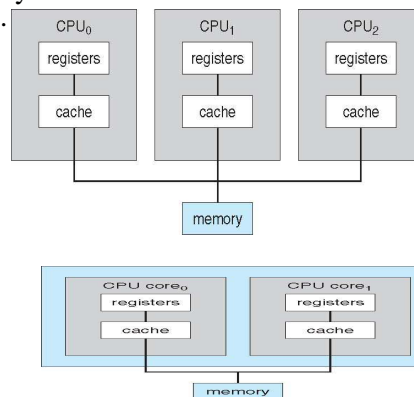 CPU₀ CPU₁ CPU₂
registers registers registers
cache cache cache
memory
CPU core₀ CPU core₁
registers registers
cache cache
memory